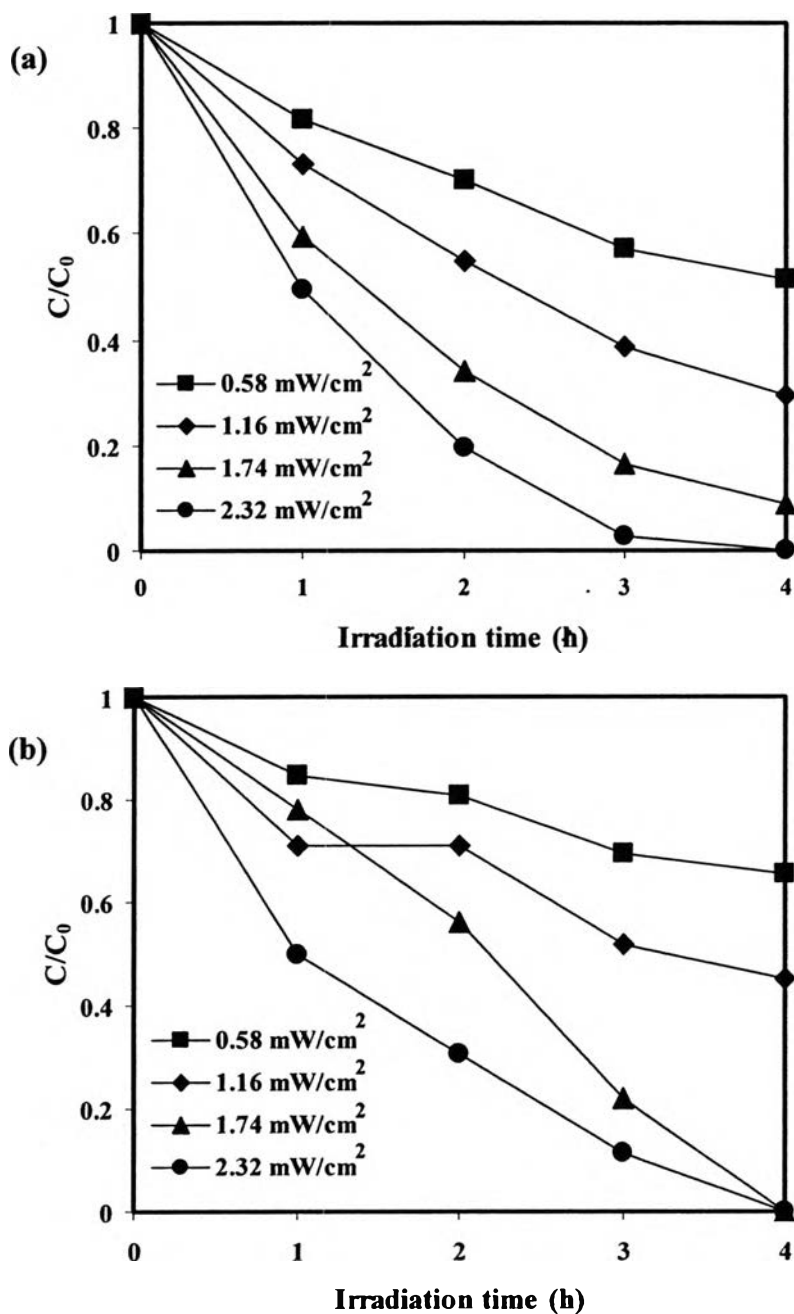 (a)
1
0.8
0.6
0.4
0.2
0
C/C₀
0.58 mW/cm²
1.16 mW/cm²
1.74 mW/cm²
2.32 mW/cm²
0 1 2 3 4
Irradiation time (h)
(b)
1
0.8
0.6
0.4
0.2
0
C/C₀
0.58 mW/cm²
1.16 mW/cm²
1.74 mW/cm²
2.32 mW/cm²
0 1 2 3 4
Irradiation time (h)